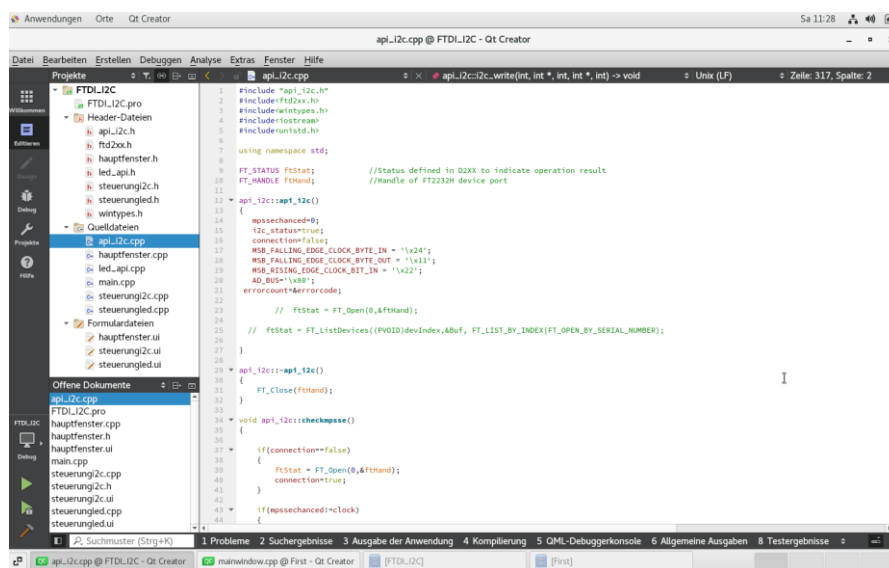 Anwendungen Orte Qt Creator Sa 11:28
api_i2c.cpp @ FTDI_I2C - Qt Creator
Datei Bearbeiten Erstellen Debuggen Analyse Extras Fenster Hilfe
Projekte api_i2c.cpp api_i2c::i2c_write(int, int *, int, int *, int) -> void Unix (LF) Zeile: 317, Spalte: 2
Willkommen
Editieren
Design
Debug
Projekte
Hilfe
FTDI_I2C
Debug
FTDI_I2C
FTDI_I2C.pro
Header-Dateien
api_i2c.h
ftd2xx.h
hauptfenster.h
led_api.h
steuerungi2c.h
steuerungled.h
wintypes.h
Quelldateien
api_i2c.cpp
hauptfenster.cpp
led_api.cpp
main.cpp
steuerungi2c.cpp
steuerungled.cpp
Formulardateien
hauptfenster.ui
steuerungi2c.ui
steuerungled.ui
Offene Dokumente
api_i2c.cpp
FTDI_I2C.pro
hauptfenster.cpp
hauptfenster.h
hauptfenster.ui
main.cpp
steuerungi2c.cpp
steuerungi2c.h
steuerungi2c.ui
steuerungled.cpp
steuerungled.ui
1 #include "api_i2c.h"
2 #include<ftd2xx.h>
3 #include<wintypes.h>
4 #include<iostream>
5 #include<unistd.h>
6
7 using namespace std;
8
9 FT_STATUS ftStat; //Status defined in D2XX to indicate operation result
10 FT_HANDLE ftHand; //Handle of FT2232H device port
11
12 api_i2c::api_i2c()
13 {
14 mpssechanced=0;
15 i2c_status=true;
16 connection=false;
17 MSB_FALLING_EDGE_CLOCK_BYTE_IN = '\x24';
18 MSB_FALLING_EDGE_CLOCK_BYTE_OUT = '\x11';
19 MSB_RISING_EDGE_CLOCK_BIT_IN = '\x22';
20 AD_BUS='\x80';
21 errorcount=&errorcode;
22
23 // ftStat = FT_Open(0,&ftHand);
24
25 // ftStat = FT_ListDevices((PVOID)devIndex,&Buf, FT_LIST_BY_INDEX|FT_OPEN_BY_SERIAL_NUMBER);
26
27 }
28
29 api_i2c::~api_i2c()
30 {
31 FT_Close(ftHand);
32 }
33
34 void api_i2c::checkmpsse()
35 {
36
37 if(connection==false)
38 {
39 ftStat = FT_Open(0,&ftHand);
40 connection=true;
41 }
42
43 if(mpssechanced!=clock)
44 {
Suchmuster (Strg+K) 1 Probleme 2 Suchergebnisse 3 Ausgabe der Anwendung 4 Kompilierung 5 QML-Debuggerkonsole 6 Allgemeine Ausgaben 8 Testergebnisse
api_i2c.cpp @ FTDI_I2C - Qt Creator mainwindow.cpp @ First - Qt Creator [FTDI_I2C] [First]